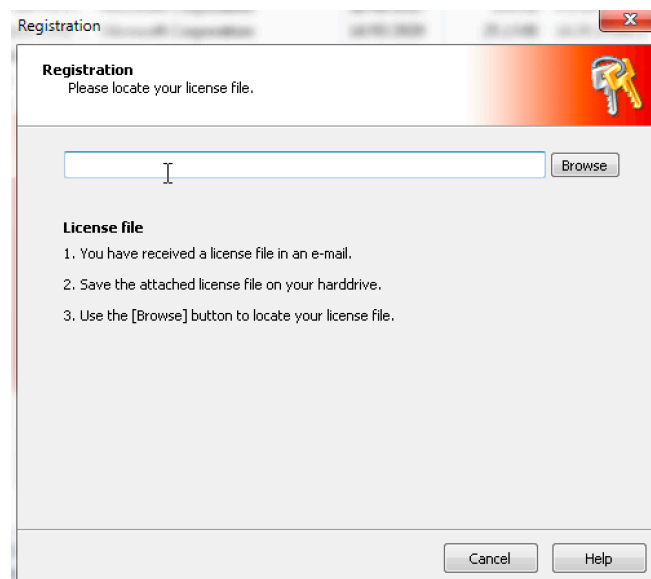 Registration
Registration
Please locate your license file.
Browse
License file
1. You have received a license file in an e-mail.
2. Save the attached license file on your harddrive.
3. Use the [Browse] button to locate your license file.
Cancel
Help